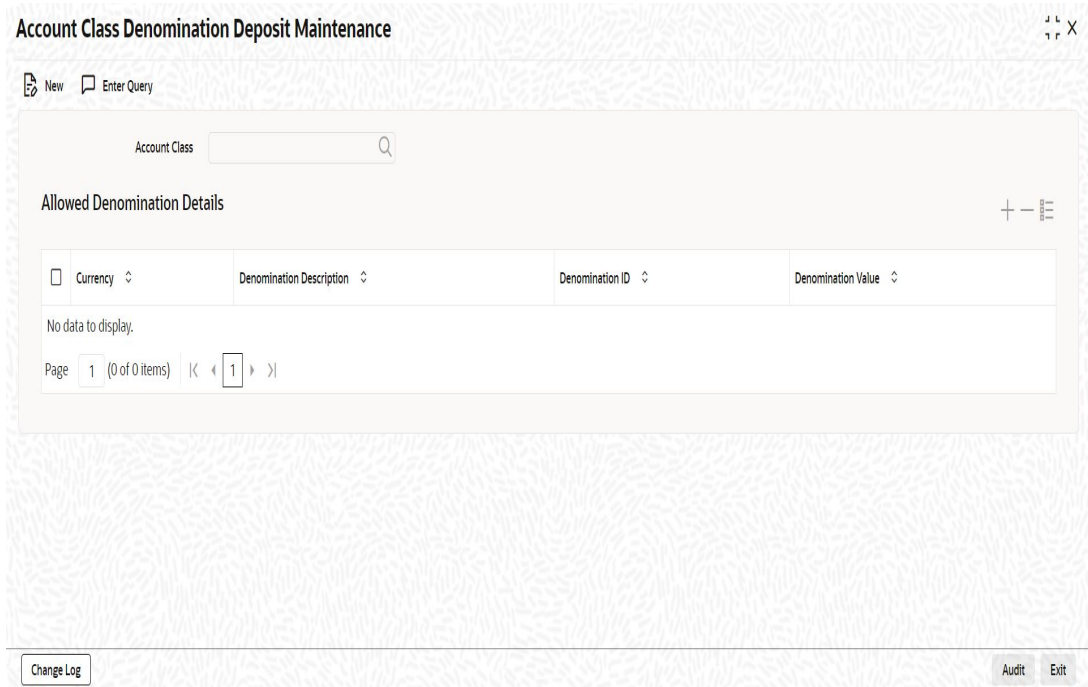 Account Class Denomination Deposit Maintenance
New Enter Query
Account Class
Allowed Denomination Details
Currency Denomination Description Denomination ID Denomination Value
No data to display.
Page 1 (0 of 0 items) 1
Change Log Audit Exit